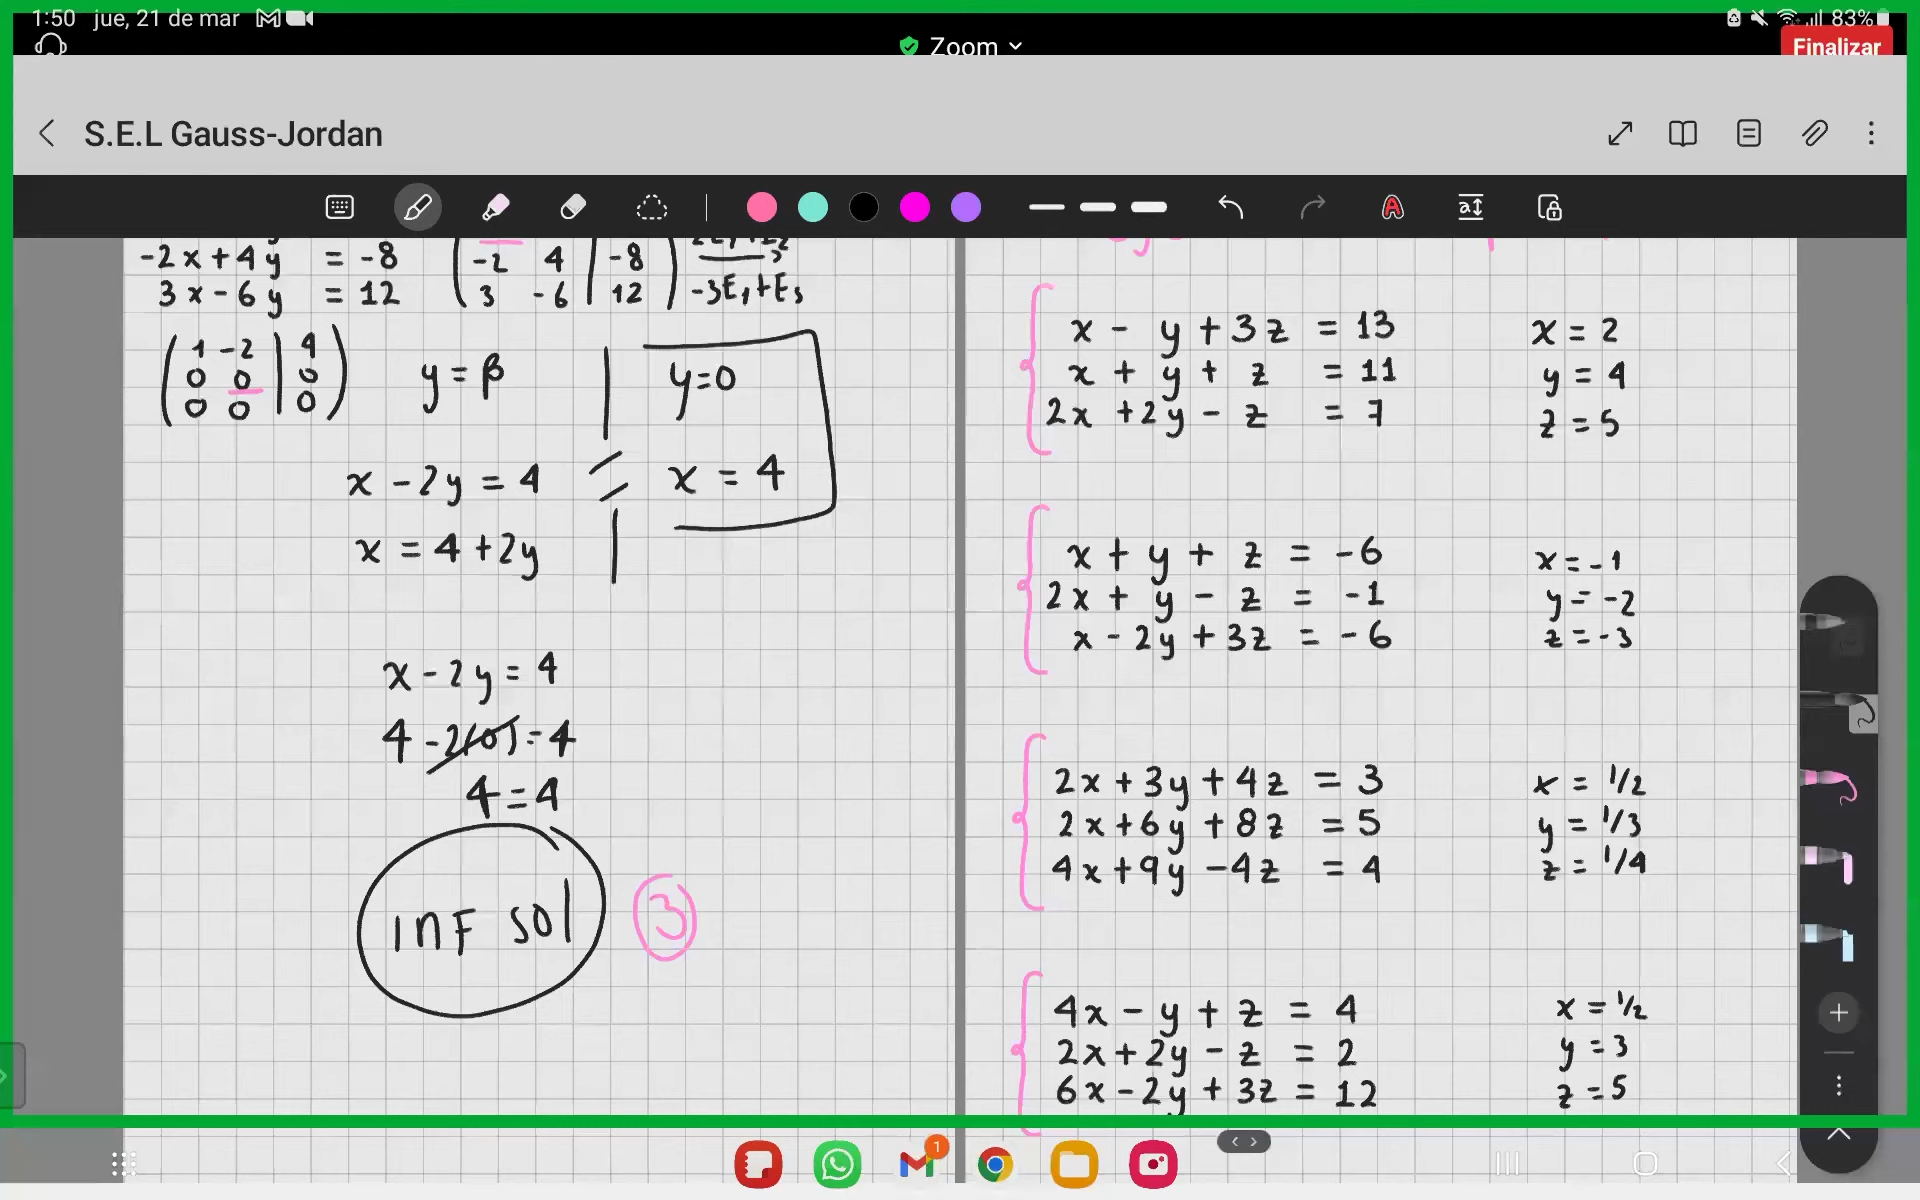 1:50 jue, 21 de mar
83%
Zoom
Finalizar
S.E.L Gauss-Jordan
-2x+4y = -8
3x-6y = 12
-2 4 | -8
3 -6 | 12
-3E₁+E₃
1 -2 | 4
0 0 | 0
0 0 | 0
y = β
x - 2y = 4
x = 4 + 2y
y=0
x = 4
x - 2y = 4
4 - 2(0) = 4
4 = 4
INF SOl
3
x - y + 3z = 13
x + y + z = 11
2x + 2y - z = 7
x = 2
y = 4
z = 5
x + y + z = -6
2x + y - z = -1
x - 2y + 3z = -6
x = -1
y = -2
z = -3
2x + 3y + 4z = 3
2x + 6y + 8z = 5
4x + 9y - 4z = 4
x = 1/2
y = 1/3
z = 1/4
4x - y + z = 4
2x + 2y - z = 2
6x - 2y + 3z = 12
x = 1/2
y = 3
z = 5
1